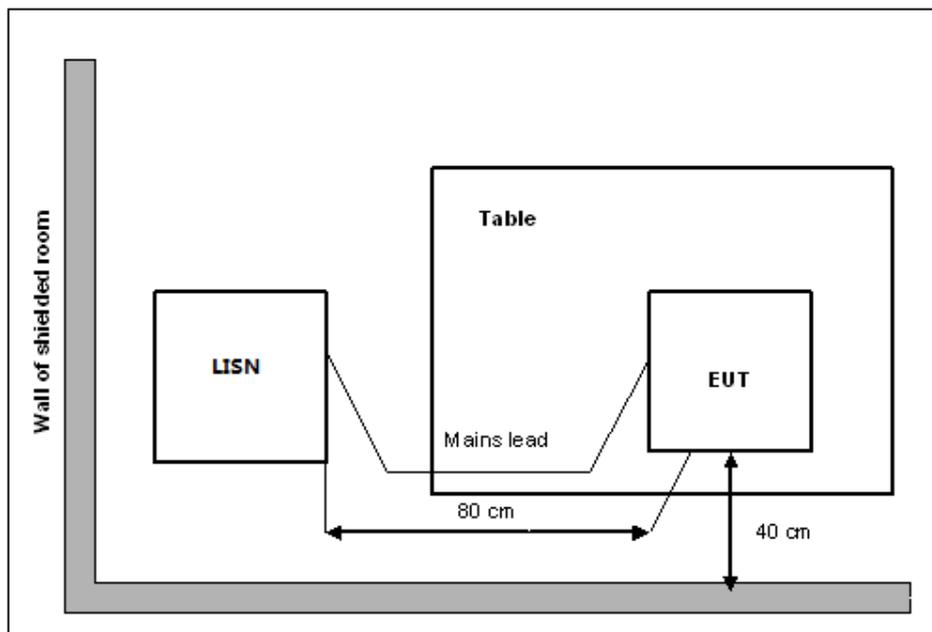 Wall of shielded room
Table
LISN
EUT
Mains lead
80 cm
40 cm